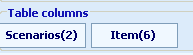 Table columns
Scenarios(2) Item(6)